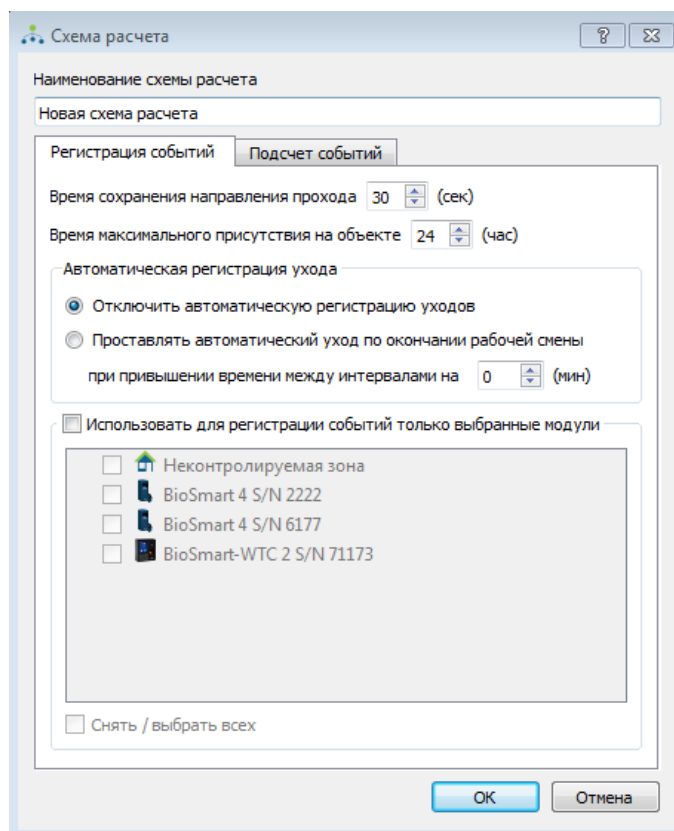 Схема расчета
Наименование схемы расчета
Новая схема расчета
Регистрация событий Подсчет событий
Время сохранения направления прохода 30 (сек)
Время максимального присутствия на объекте 24 (час)
Автоматическая регистрация ухода
Отключить автоматическую регистрацию уходов
Проставлять автоматический уход по окончании рабочей смены
при привышении времени между интервалами на 0 (мин)
Использовать для регистрации событий только выбранные модули
Неконтролируемая зона
BioSmart 4 S/N 2222
BioSmart 4 S/N 6177
BioSmart-WTC 2 S/N 71173
Снять / выбрать всех
ОК Отмена